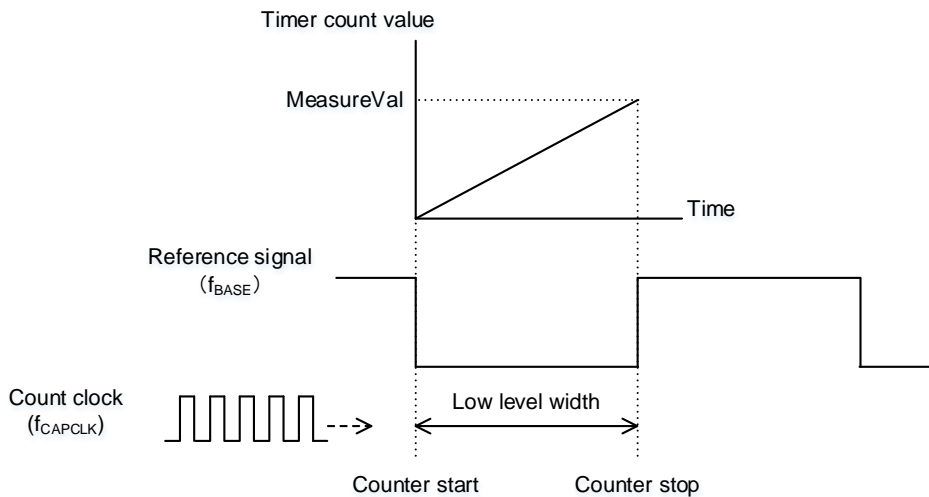 Timer count value
MeasureVal
Time
Reference signal
（fBASE）
Count clock
(fCAPCLK)
Low level width
Counter start
Counter stop